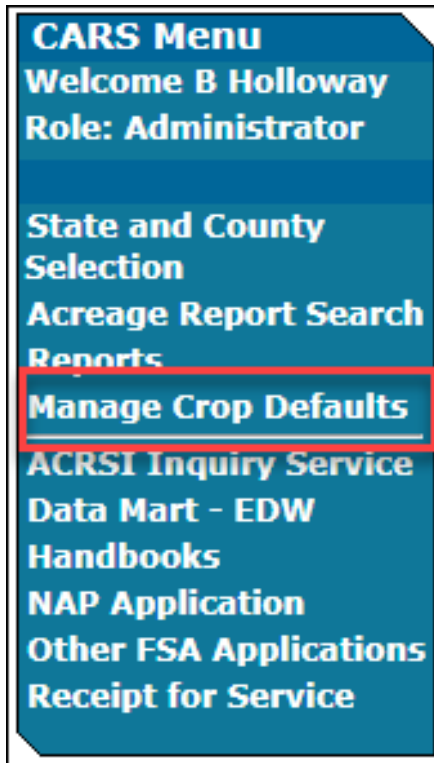 CARS Menu
Welcome B Holloway
Role: Administrator
State and County
Selection
Acreage Report Search
Reports
Manage Crop Defaults
ACRSI Inquiry Service
Data Mart - EDW
Handbooks
NAP Application
Other FSA Applications
Receipt for Service